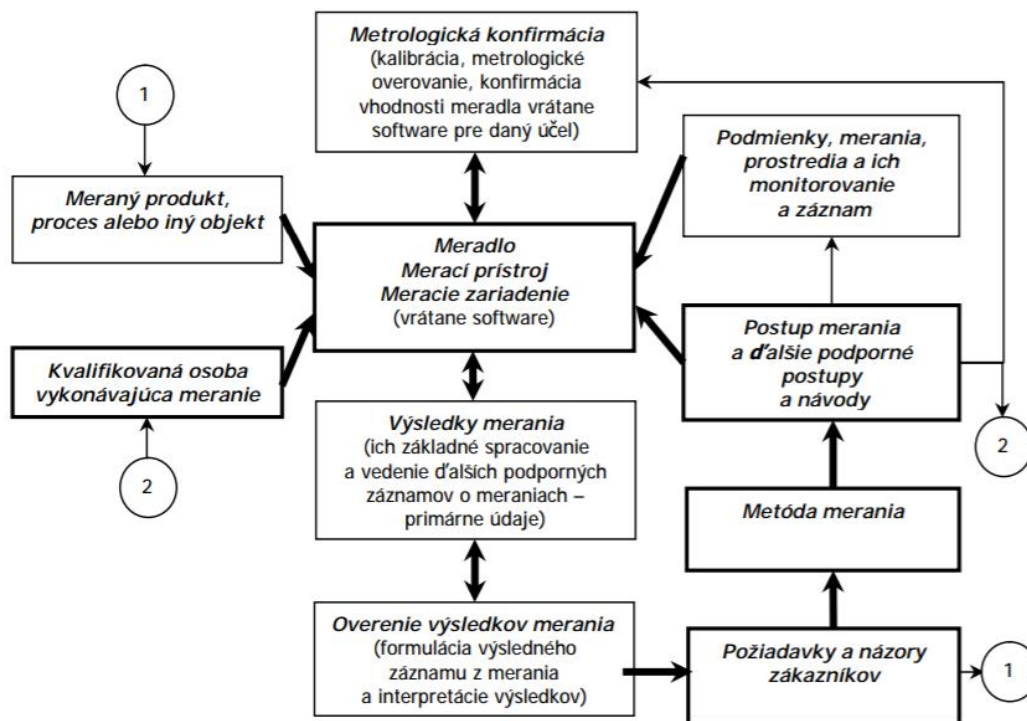 Metrologická konfirmácia
(kalibrácia, metrologické
overovanie, konfirmácia
vhodnosti meradla vrátane
software pre daný účel)
1
Podmienky, merania,
prostredia a ich
monitorovanie
a záznam
Meraný produkt,
proces alebo iný objekt
Meradlo
Merací prístroj
Meracie zariadenie
(vrátane software)
Postup merania
a ďalšie podporné
postupy
a návody
Kvalifikovaná osoba
vykonávajúca meranie
2
Výsledky merania
(ich základné spracovanie
a vedenie ďalších podporných
záznamov o meraniach –
primárne údaje)
2
Metóda merania
Overenie výsledkov merania
(formulácia výsledného
záznamu z merania
a interpretácie výsledkov)
Požiadavky a názory
zákazníkov
1